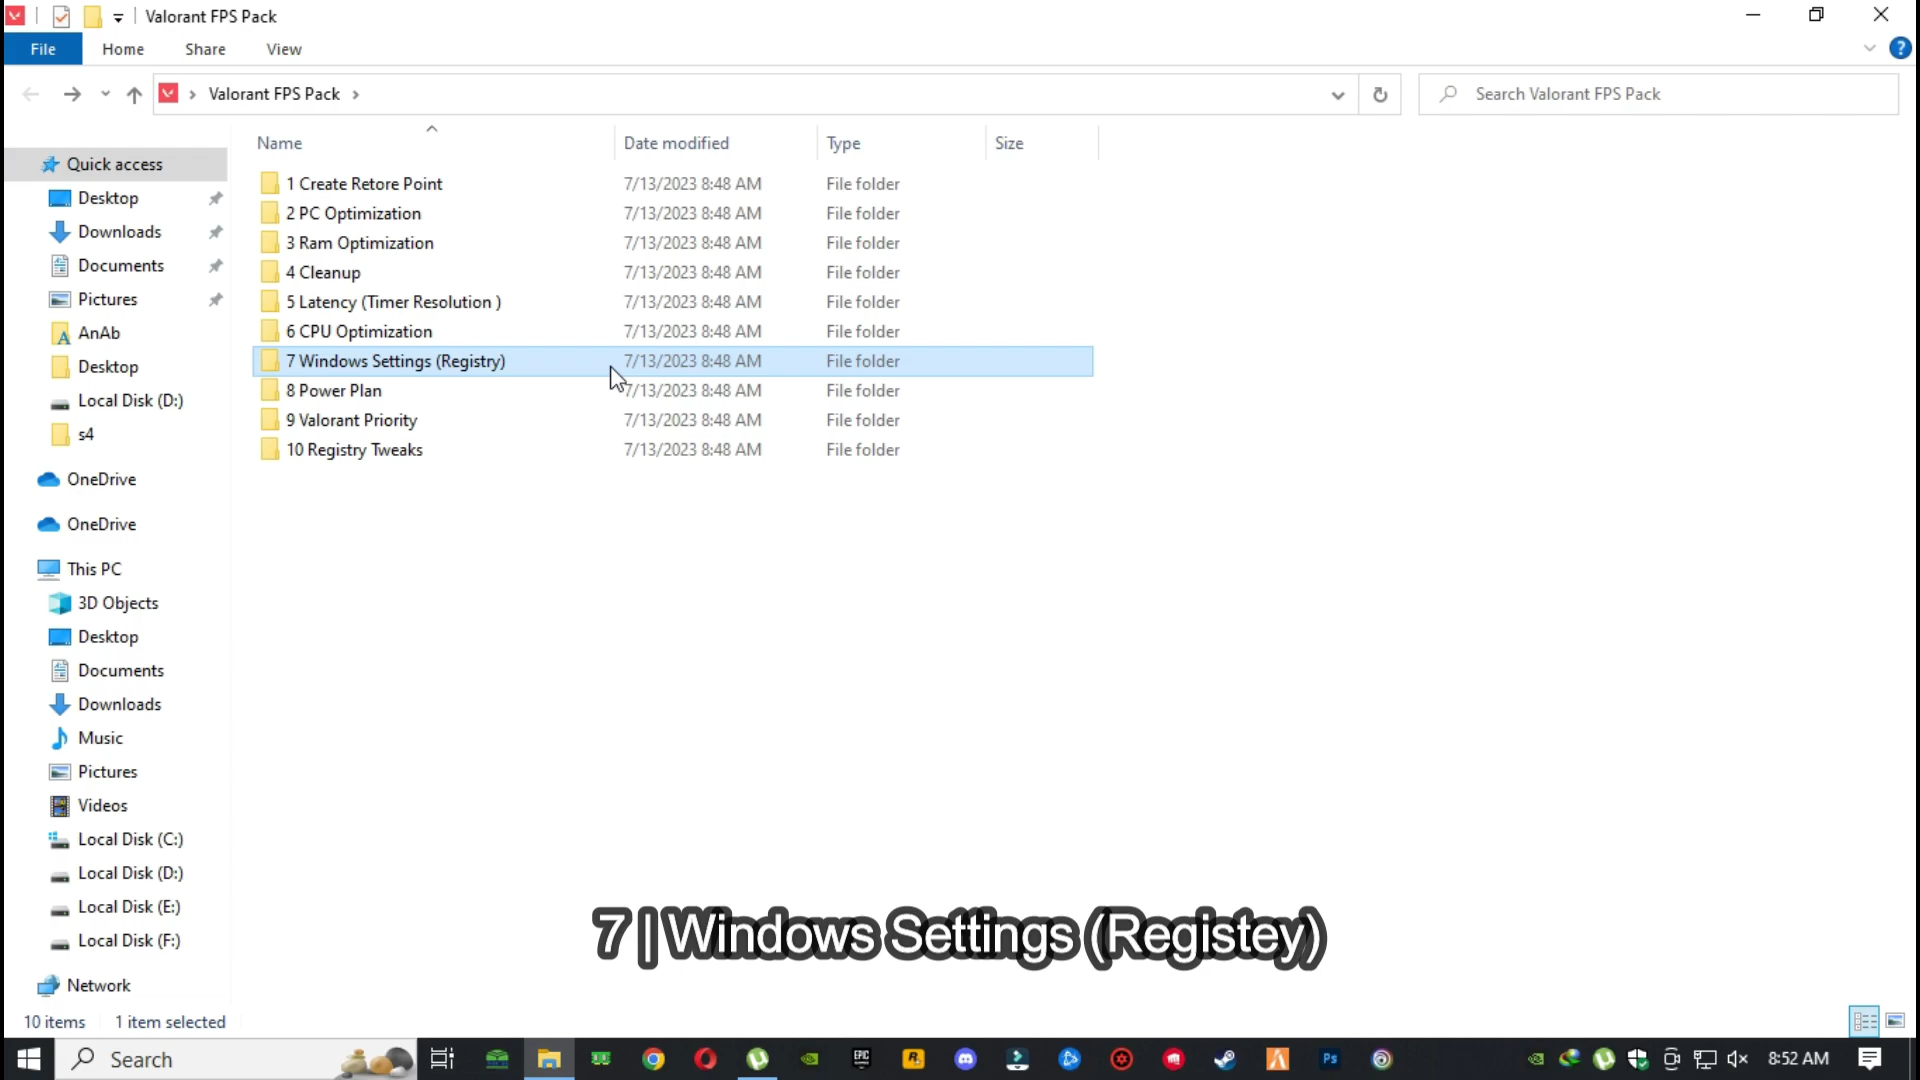 Valorant FPS Pack
File Home Share View
Valorant FPS Pack
Search Valorant FPS Pack
Name Date modified Type Size
Quick access
Desktop
Downloads
Documents
Pictures
AnAb
Desktop
Local Disk (D:)
s4
OneDrive
OneDrive
This PC
3D Objects
Desktop
Documents
Downloads
Music
Pictures
Videos
Local Disk (C:)
Local Disk (D:)
Local Disk (E:)
Local Disk (F:)
Network
1 Create Retore Point 7/13/2023 8:48 AM File folder
2 PC Optimization 7/13/2023 8:48 AM File folder
3 Ram Optimization 7/13/2023 8:48 AM File folder
4 Cleanup 7/13/2023 8:48 AM File folder
5 Latency (Timer Resolution ) 7/13/2023 8:48 AM File folder
6 CPU Optimization 7/13/2023 8:48 AM File folder
7 Windows Settings (Registry) 7/13/2023 8:48 AM File folder
8 Power Plan 7/13/2023 8:48 AM File folder
9 Valorant Priority 7/13/2023 8:48 AM File folder
10 Registry Tweaks 7/13/2023 8:48 AM File folder
7 | Windows Settings (Registey)
10 items 1 item selected
Search
EPIC
R
Ps
8:52 AM